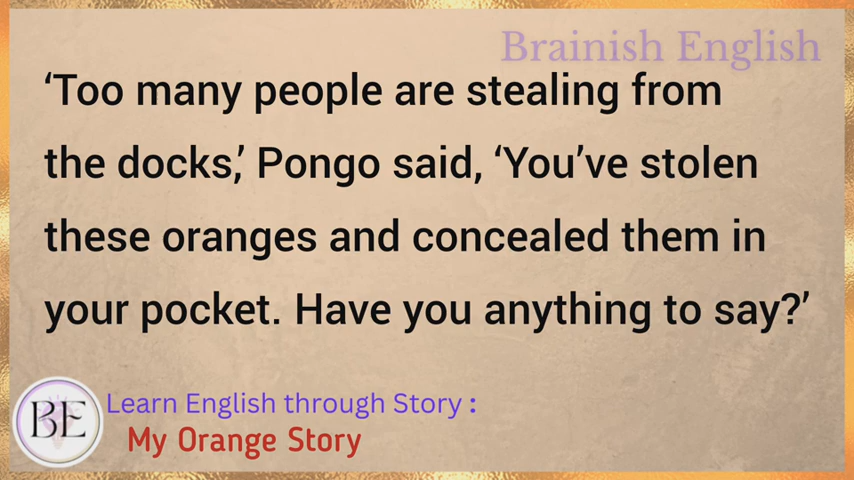 Brainish English
‘Too many people are stealing from
the docks,’ Pongo said, ‘You’ve stolen
these oranges and concealed them in
your pocket. Have you anything to say?’
BE
Learn English through Story :
My Orange Story